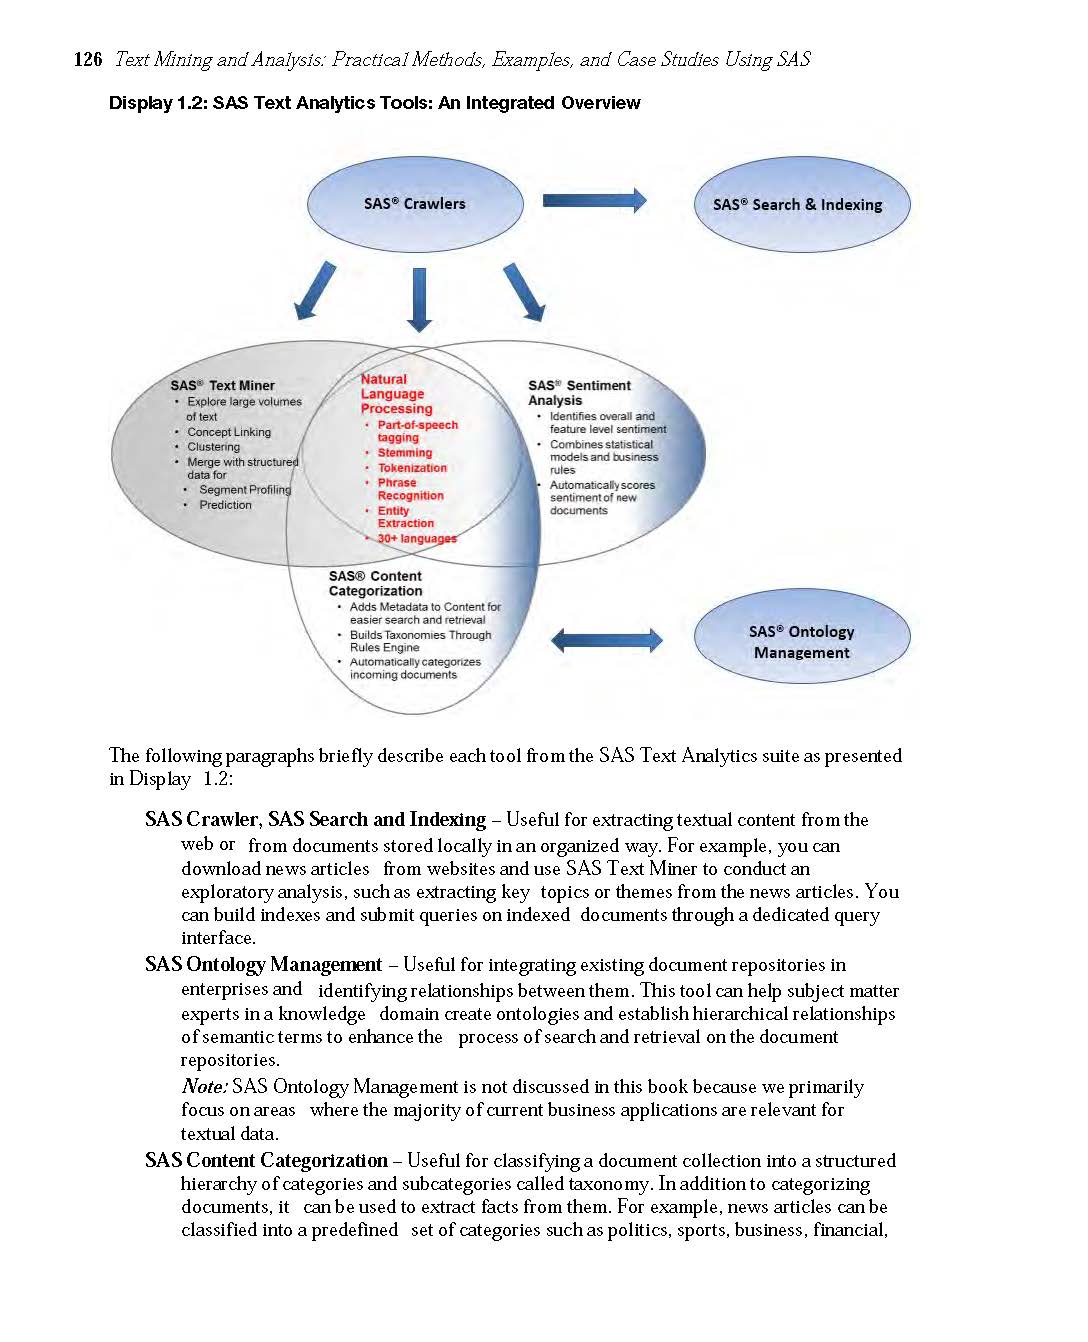 126 Text Mining and Analysis: Practical Methods, Examples, and Case Studies Using SAS
Display 1.2: SAS Text Analytics Tools: An Integrated Overview
SAS® Crawlers
SAS® Search & Indexing
SAS® Text Miner
• Explore large volumes
of text
• Concept Linking
• Clustering
• Merge with structured
data for
• Segment Profiling
• Prediction
Natural
Language
Processing
• Part-of-speech
tagging
• Stemming
• Tokenization
• Phrase
Recognition
• Entity
Extraction
• 30+ languages
SAS® Sentiment
Analysis
• Identifies overall and
feature level sentiment
• Combines statistical
models and business
rules
• Automatically scores
sentiment of new
documents
SAS® Content
Categorization
• Adds Metadata to Content for
easier search and retrieval
• Builds Taxonomies Through
Rules Engine
• Automatically categorizes
incoming documents
SAS® Ontology
Management
The following paragraphs briefly describe each tool from the SAS Text Analytics suite as presented
in Display 1.2:
SAS Crawler, SAS Search and Indexing – Useful for extracting textual content from the
web or from documents stored locally in an organized way. For example, you can
download news articles from websites and use SAS Text Miner to conduct an
exploratory analysis, such as extracting key topics or themes from the news articles. You
can build indexes and submit queries on indexed documents through a dedicated query
interface.
SAS Ontology Management – Useful for integrating existing document repositories in
enterprises and identifying relationships between them. This tool can help subject matter
experts in a knowledge domain create ontologies and establish hierarchical relationships
of semantic terms to enhance the process of search and retrieval on the document
repositories.
Note: SAS Ontology Management is not discussed in this book because we primarily
focus on areas where the majority of current business applications are relevant for
textual data.
SAS Content Categorization – Useful for classifying a document collection into a structured
hierarchy of categories and subcategories called taxonomy. In addition to categorizing
documents, it can be used to extract facts from them. For example, news articles can be
classified into a predefined set of categories such as politics, sports, business, financial,